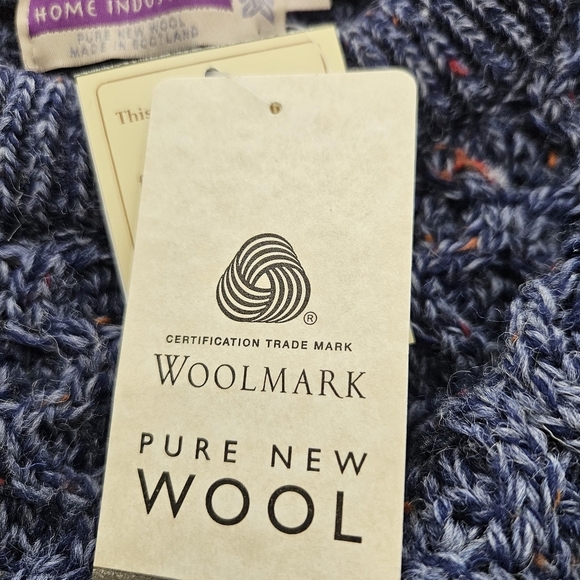 HOME INDUS
PURE NEW WOOL
MADE IN SCOTLAND
This
®
CERTIFICATION TRADE MARK
WOOLMARK
PURE NEW
WOOL